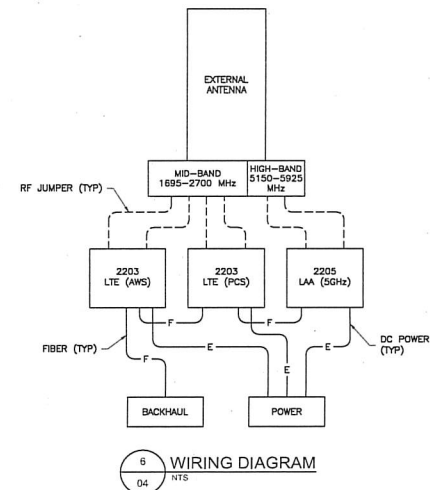 EXTERNAL
ANTENNA
MID-BAND
1695-2700 MHz
HIGH-BAND
5150-5925
MHz
RF JUMPER (TYP)
2203
LTE (AWS)
2203
LTE (PCS)
2205
LAA (5GHz)
F
F
FIBER (TYP)
F
E
E
E
DC POWER
(TYP)
BACKHAUL
POWER
6
04
WIRING DIAGRAM
NTS